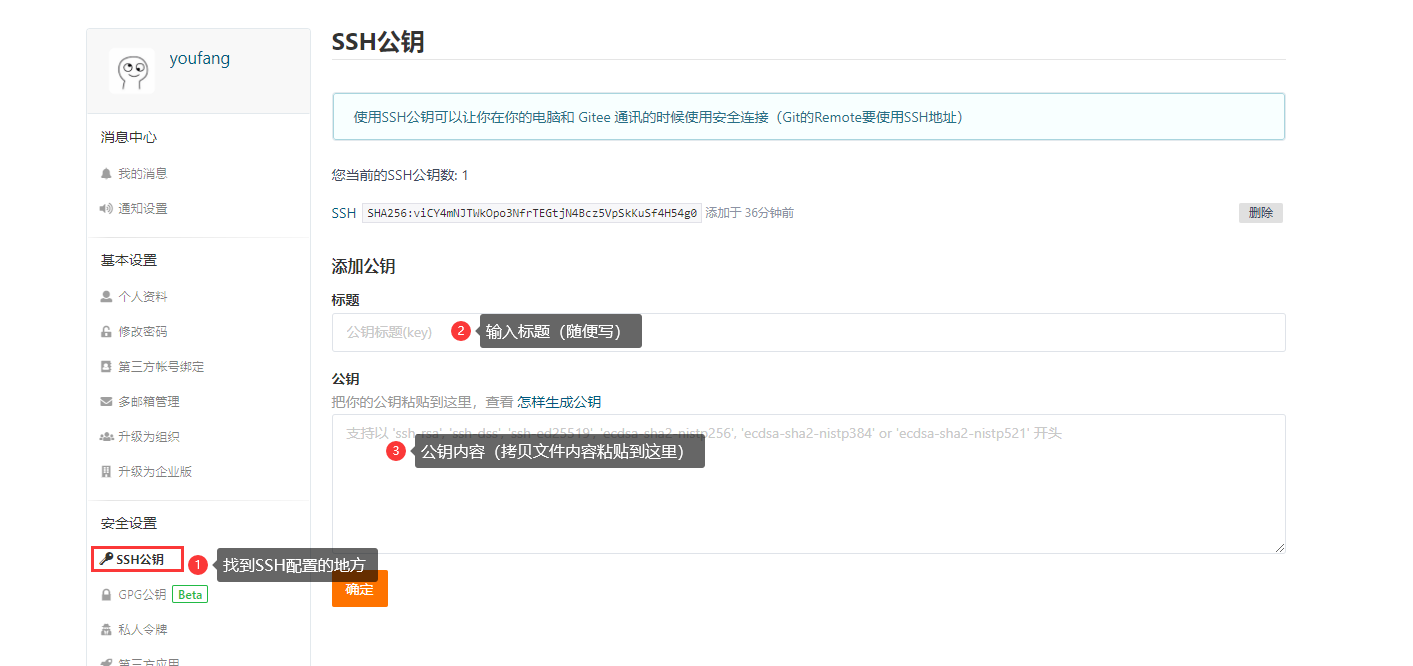 youfang
消息中心
我的消息
通知设置
基本设置
个人资料
修改密码
第三方帐号绑定
多邮箱管理
升级为组织
升级为企业版
安全设置
SSH公钥
1 找到SSH配置的地方
GPG公钥 Beta
私人令牌
第三方应用
SSH公钥
使用SSH公钥可以让你在你的电脑和 Gitee 通讯的时候使用安全连接（Git的Remote要使用SSH地址）
您当前的SSH公钥数: 1
SSH SHA256:viCY4mNJTWkOpo3NfrTEGtjN4Bcz5VpSkKuSf4H54g0 添加于 36分钟前 删除
添加公钥
标题
公钥标题(key) 2 输入标题（随便写）
公钥
把你的公钥粘贴到这里，查看 怎样生成公钥
支持以 'ssh-rsa', 'ssh-dss', 'ssh-ed25519', 'ecdsa-sha2-nistp256', 'ecdsa-sha2-nistp384' or 'ecdsa-sha2-nistp521' 开头
3 公钥内容（拷贝文件内容粘贴到这里）
确定